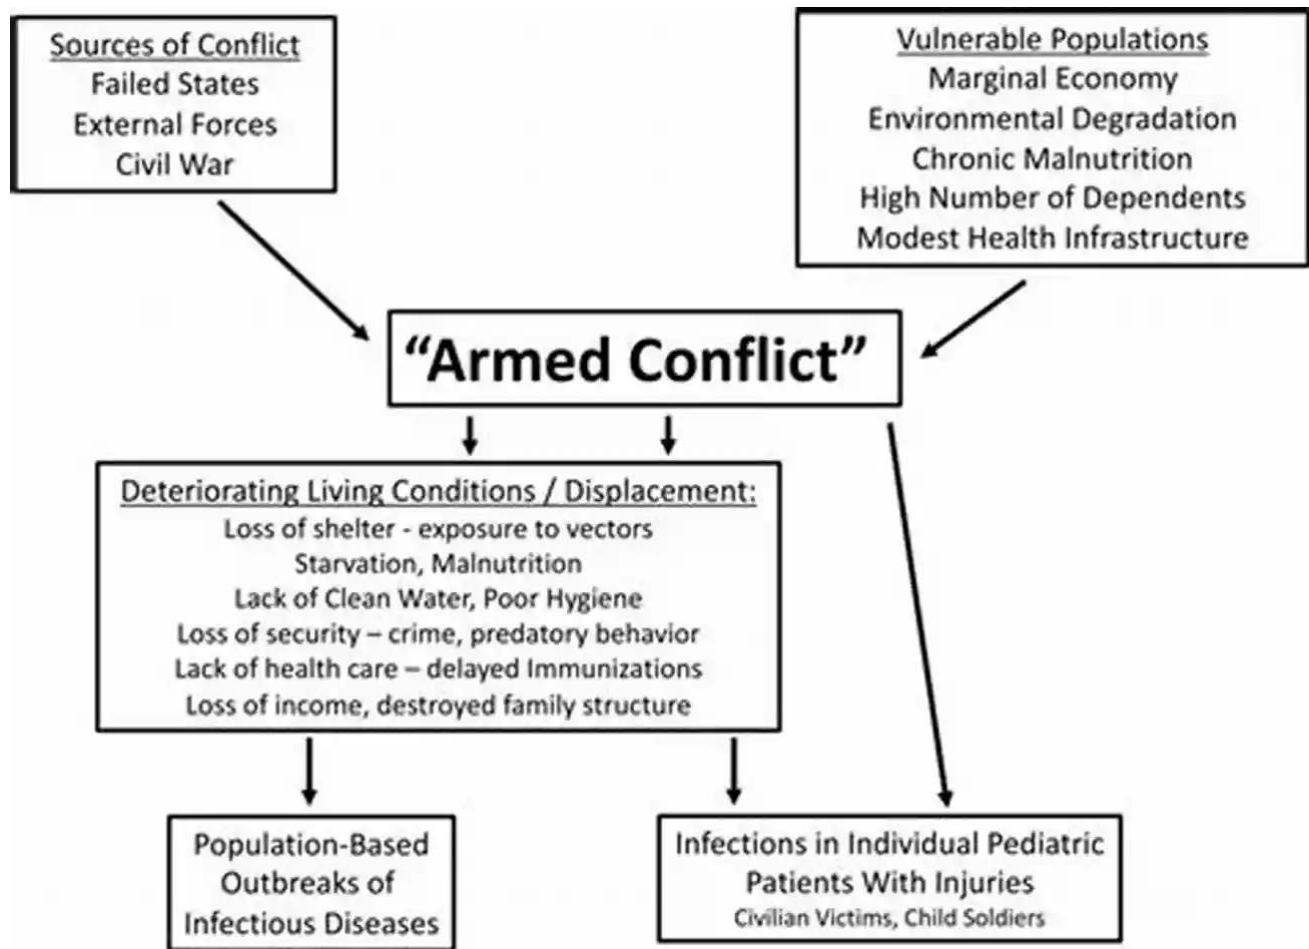 Sources of Conflict
Failed States
External Forces
Civil War
Vulnerable Populations
Marginal Economy
Environmental Degradation
Chronic Malnutrition
High Number of Dependents
Modest Health Infrastructure
“Armed Conflict”
Deteriorating Living Conditions / Displacement:
Loss of shelter - exposure to vectors
Starvation, Malnutrition
Lack of Clean Water, Poor Hygiene
Loss of security – crime, predatory behavior
Lack of health care – delayed Immunizations
Loss of income, destroyed family structure
Population-Based
Outbreaks of
Infectious Diseases
Infections in Individual Pediatric
Patients With Injuries
Civilian Victims, Child Soldiers